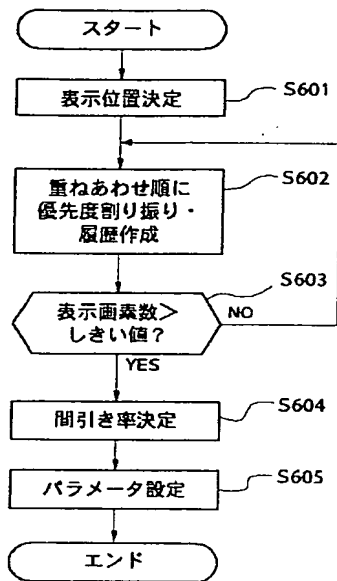 スタート
表示位置決定
S601
重ねあわせ順に
優先度割り振り・
履歴作成
S602
表示画素数＞
しきい値？
S603
NO
YES
間引き率決定
S604
パラメータ設定
S605
エンド